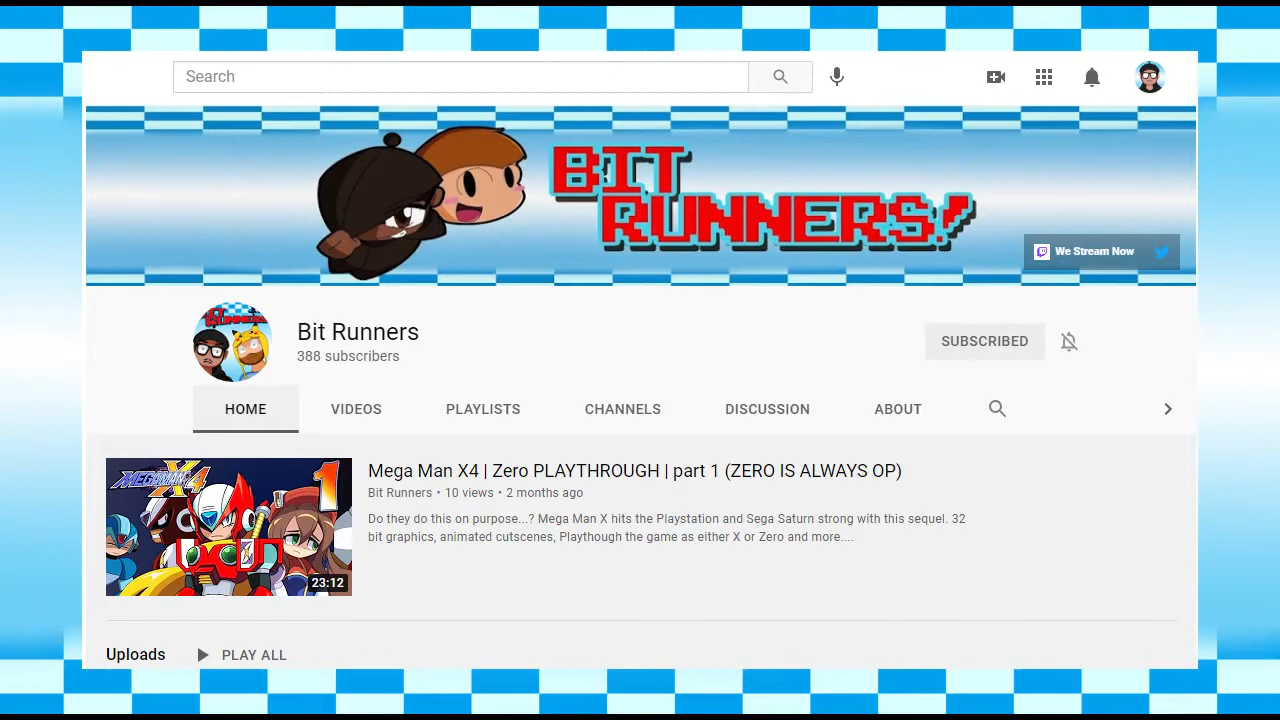 Search
BIT
RUNNERS!
We Stream Now
Bit Runners
388 subscribers
SUBSCRIBED
HOME
VIDEOS
PLAYLISTS
CHANNELS
DISCUSSION
ABOUT
MEGAMAN X4
1
23:12
Mega Man X4 | Zero PLAYTHROUGH | part 1 (ZERO IS ALWAYS OP)
Bit Runners • 10 views • 2 months ago
Do they do this on purpose...? Mega Man X hits the Playstation and Sega Saturn strong with this sequel. 32
bit graphics, animated cutscenes, Playthough the game as either X or Zero and more....
Uploads
PLAY ALL